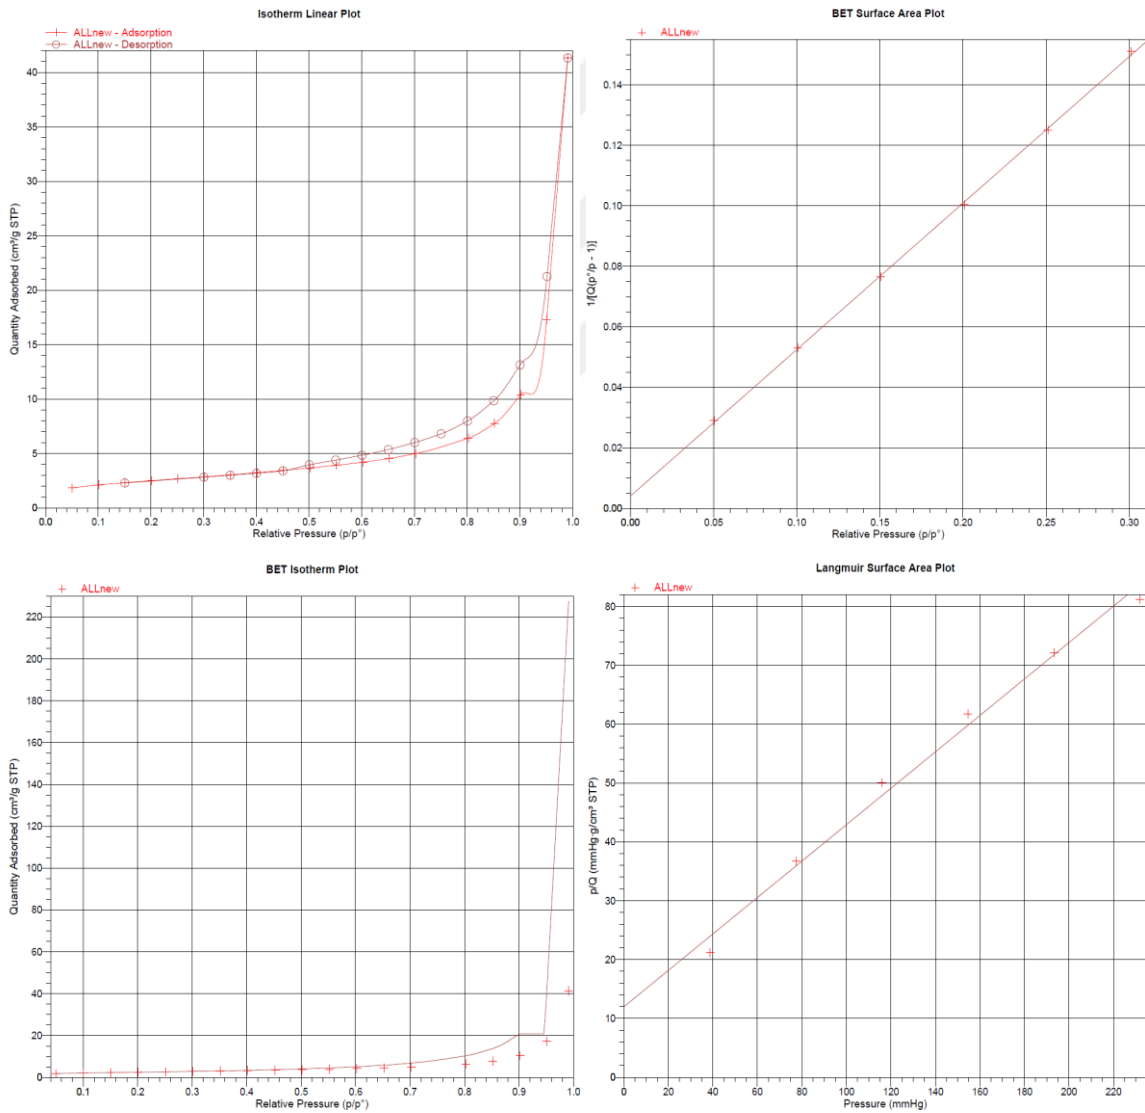 Isotherm Linear Plot
ALLnew - Adsorption
ALLnew - Desorption
Quantity Adsorbed (cm³/g STP)
40
35
30
25
20
15
10
5
0
0.0 0.1 0.2 0.3 0.4 0.5 0.6 0.7 0.8 0.9 1.0
Relative Pressure (p/p°)
BET Surface Area Plot
ALLnew
1/[Q(p°/p - 1)]
0.14
0.12
0.10
0.08
0.06
0.04
0.02
0.00
0.00 0.05 0.10 0.15 0.20 0.25 0.30
Relative Pressure (p/p°)
BET Isotherm Plot
ALLnew
Quantity Adsorbed (cm³/g STP)
220
200
180
160
140
120
100
80
60
40
20
0
0.1 0.2 0.3 0.4 0.5 0.6 0.7 0.8 0.9 1.0
Relative Pressure (p/p°)
Langmuir Surface Area Plot
ALLnew
p/Q (mmHg·g/cm³ STP)
80
70
60
50
40
30
20
10
0
0 20 40 60 80 100 120 140 160 180 200 220
Pressure (mmHg)